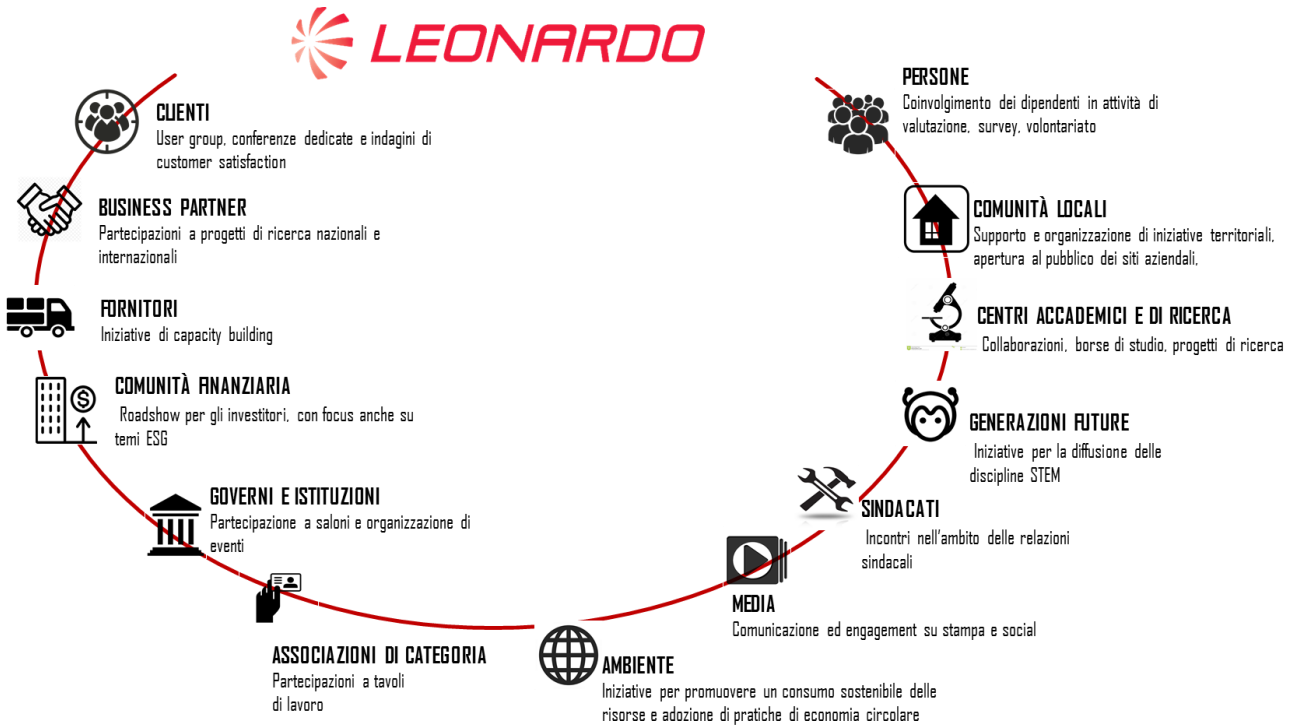 LEONARDO
CLIENTI
User group, conferenze dedicate e indagini di
customer satisfaction
BUSINESS PARTNER
Partecipazioni a progetti di ricerca nazionali e
internazionali
FORNITORI
Iniziative di capacity building
COMUNITÀ FINANZIARIA
Roadshow per gli investitori, con focus anche su
temi ESG
GOVERNI E ISTITUZIONI
Partecipazione a saloni e organizzazione di
eventi
ASSOCIAZIONI DI CATEGORIA
Partecipazioni a tavoli
di lavoro
AMBIENTE
Iniziative per promuovere un consumo sostenibile delle
risorse e adozione di pratiche di economia circolare
MEDIA
Comunicazione ed engagement su stampa e social
SINDACATI
Incontri nell'ambito delle relazioni
sindacali
GENERAZIONI FUTURE
Iniziative per la diffusione delle
discipline STEM
CENTRI ACCADEMICI E DI RICERCA
Collaborazioni, borse di studio, progetti di ricerca
COMUNITÀ LOCALI
Supporto e organizzazione di iniziative territoriali,
apertura al pubblico dei siti aziendali,
PERSONE
Coinvolgimento dei dipendenti in attività di
valutazione, survey, volontariato